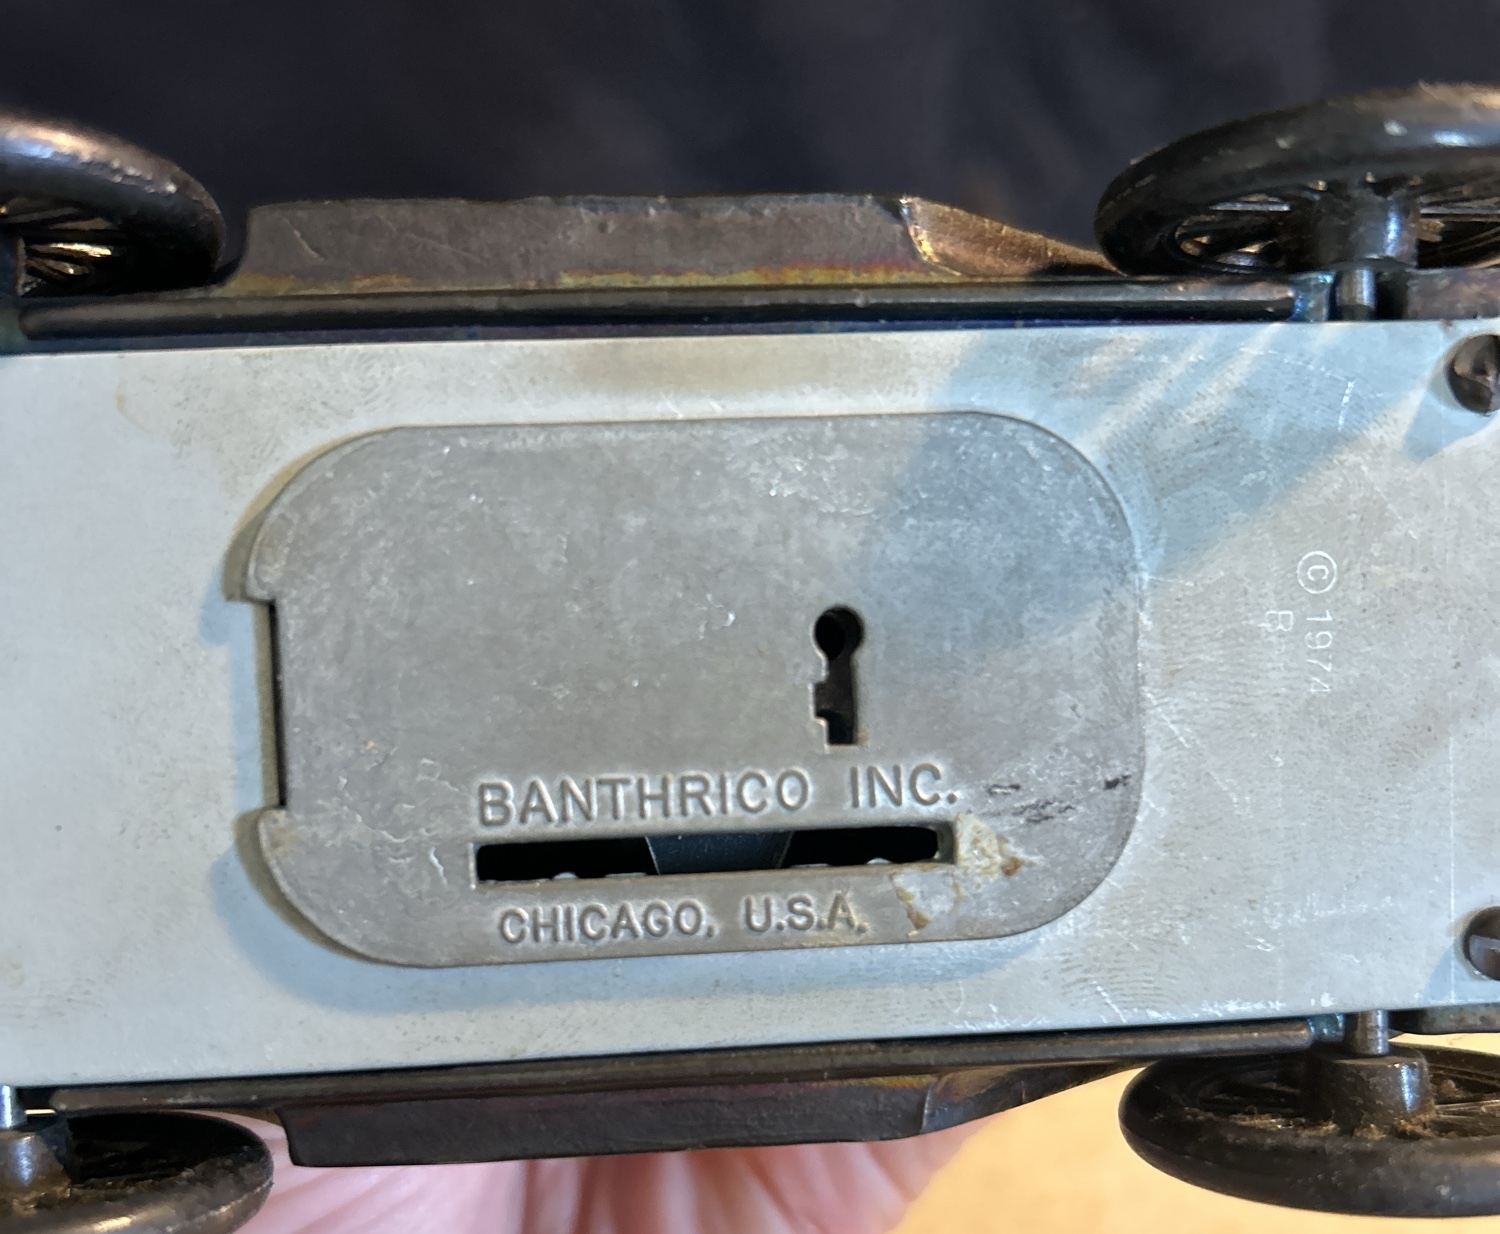 BANTHRICO INC.
CHICAGO, U.S.A.
© 1974